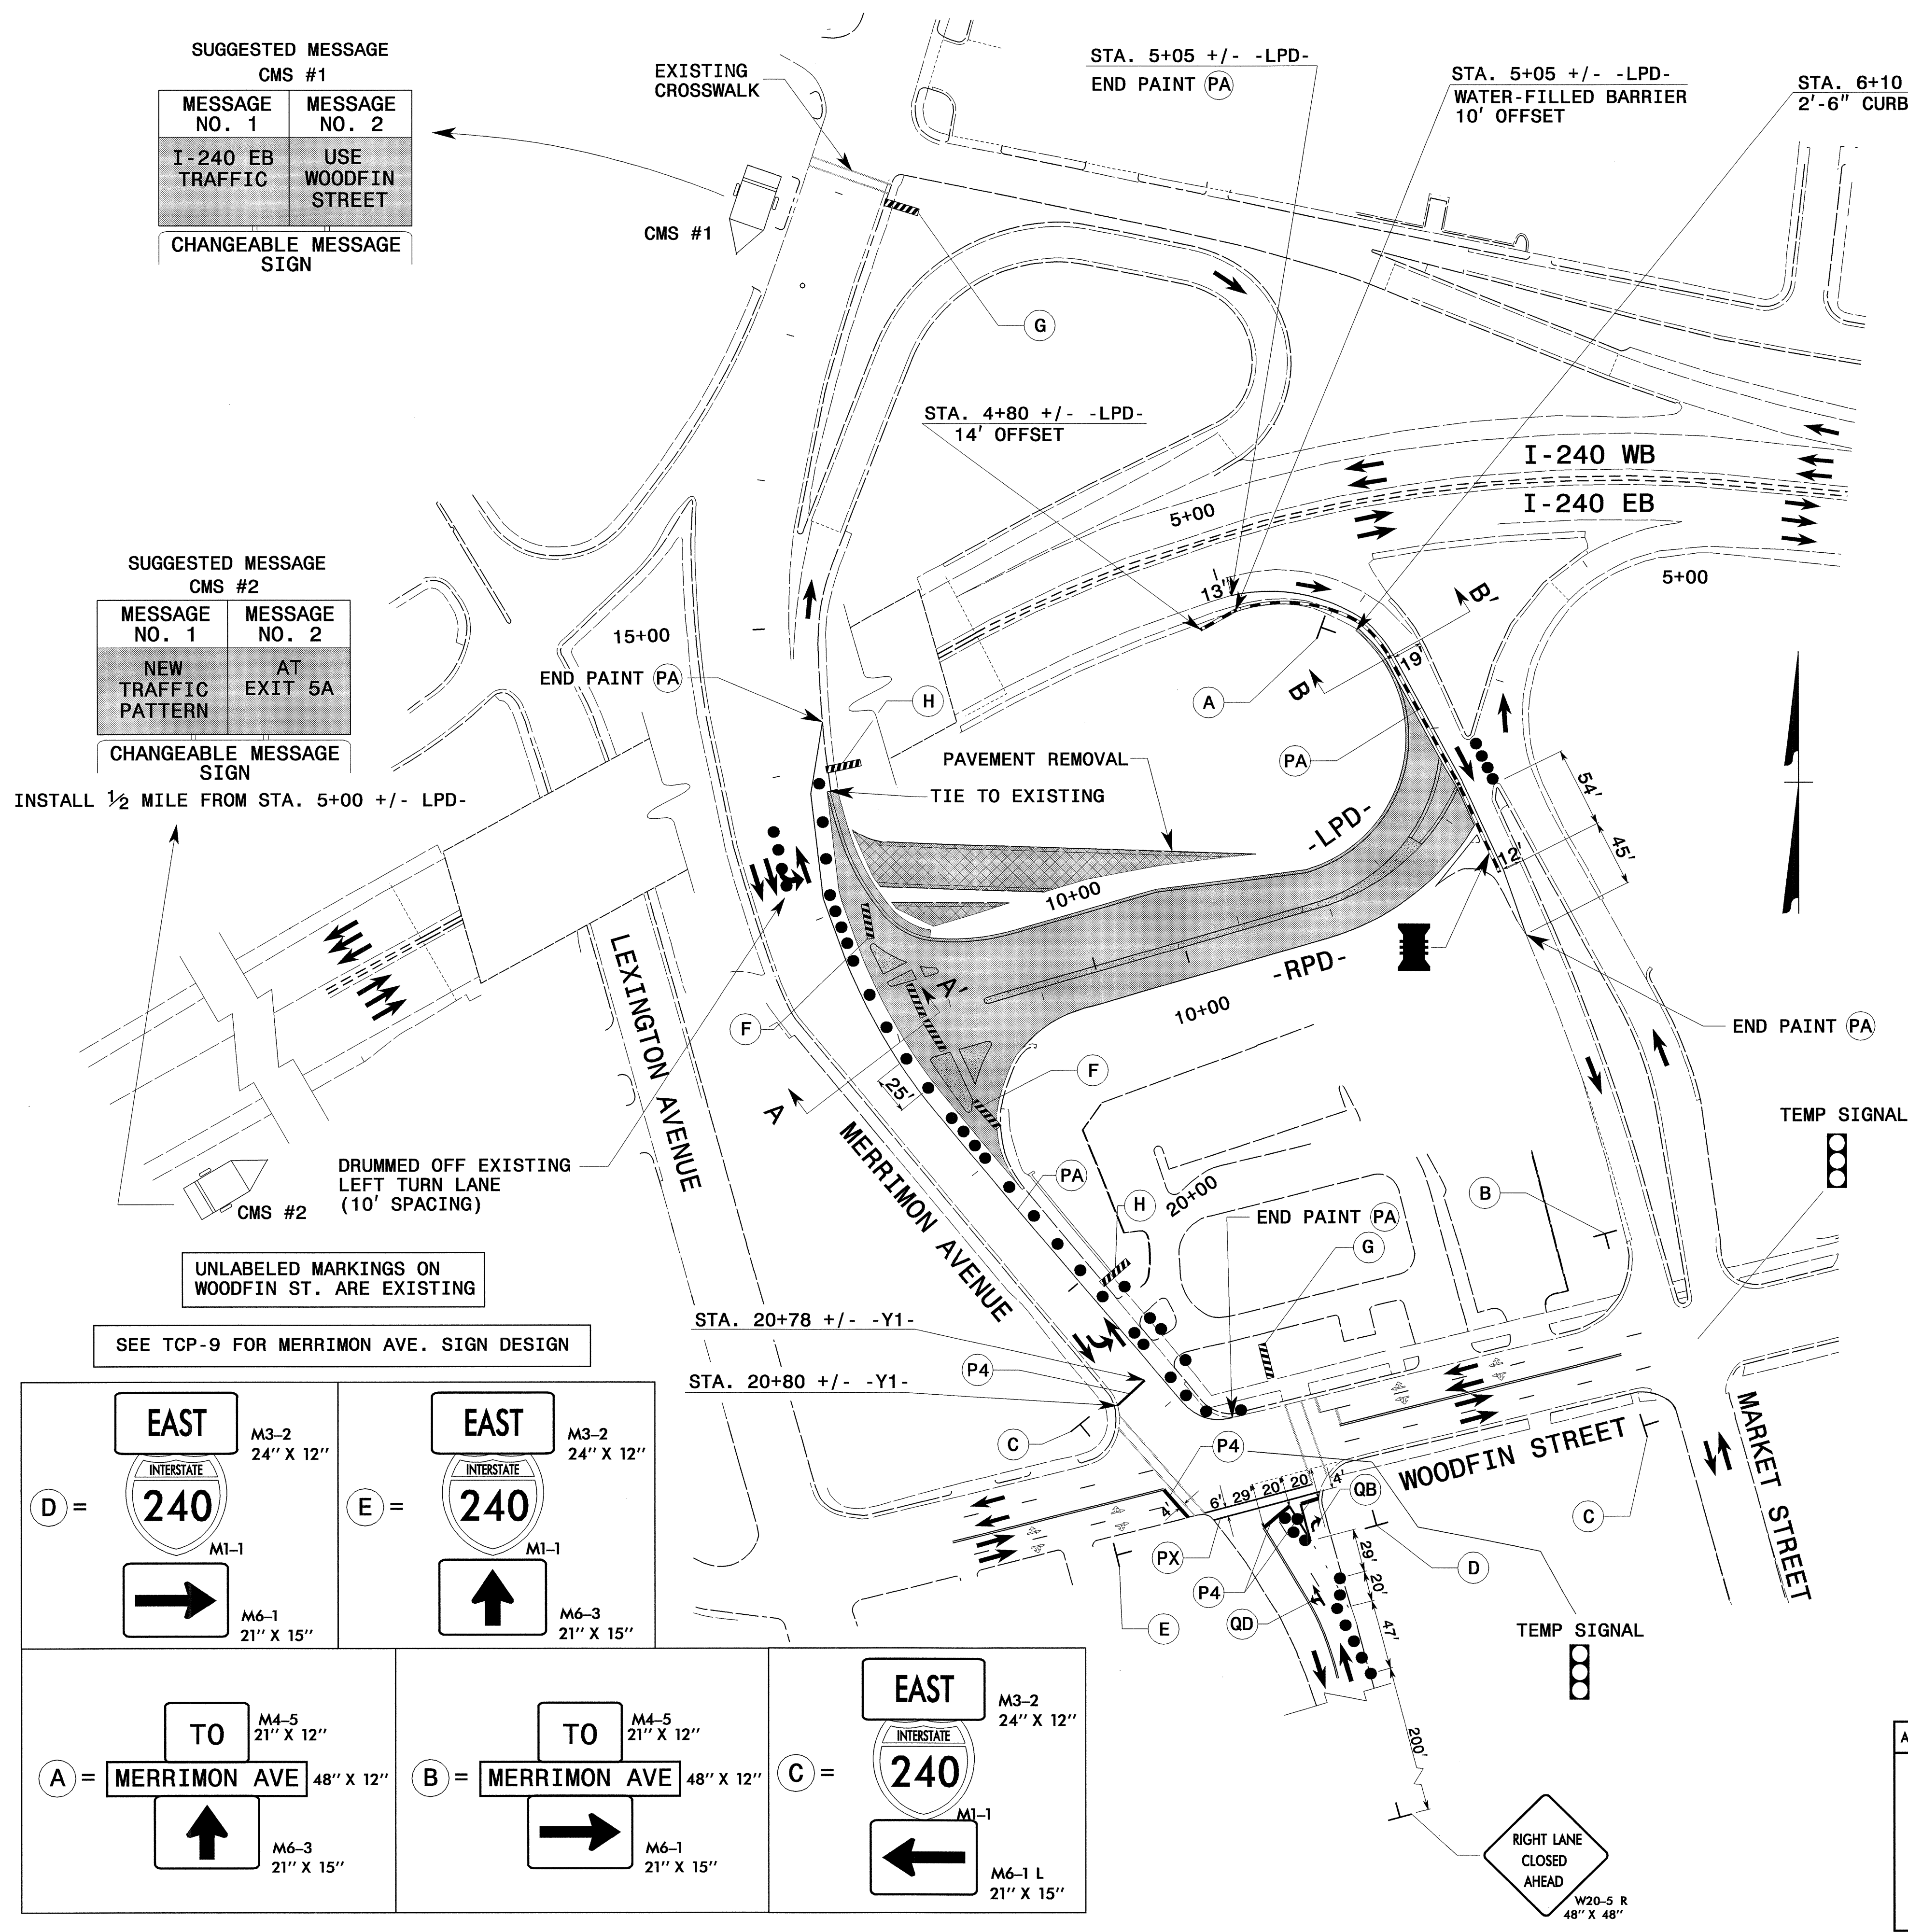 SUGGESTED MESSAGE
CMS #1
MESSAGE NO. 1
MESSAGE NO. 2
I-240 EB
TRAFFIC
USE
WOODFIN
STREET
CHANGEABLE MESSAGE
SIGN
EXISTING
CROSSWALK
CMS #1
STA. 5+05 +/- -LPD-
END PAINT PA
STA. 5+05 +/- -LPD-
WATER-FILLED BARRIER
10' OFFSET
STA. 6+10
2'-6" CURB
G
STA. 4+80 +/- -LPD-
14' OFFSET
I-240 WB
I-240 EB
5+00
5+00
13"
B'
B
19'
A
PA
SUGGESTED MESSAGE
CMS #2
MESSAGE NO. 1
MESSAGE NO. 2
NEW
TRAFFIC
PATTERN
AT
EXIT 5A
CHANGEABLE MESSAGE
SIGN
INSTALL 1/2 MILE FROM STA. 5+00 +/- LPD-
15+00
END PAINT PA
H
PAVEMENT REMOVAL
TIE TO EXISTING
-LPD-
10+00
54'
45'
12'
-RPD-
10+00
END PAINT PA
LEXINGTON AVENUE
F
A'
A
25'
F
MERRIMON AVENUE
DRUMMED OFF EXISTING
LEFT TURN LANE
(10' SPACING)
CMS #2
PA
H
20+00
END PAINT PA
G
B
TEMP SIGNAL
UNLABELED MARKINGS ON
WOODFIN ST. ARE EXISTING
SEE TCP-9 FOR MERRIMON AVE. SIGN DESIGN
STA. 20+78 +/- -Y1-
P4
STA. 20+80 +/- -Y1-
C
P4
4'
6'
29'
20'
20'
4'
QB
WOODFIN STREET
C
MARKET STREET
PX
P4
QD
E
D
29'
20'
47'
200'
TEMP SIGNAL
D =
EAST
M3-2
24" X 12"
INTERSTATE
240
M1-1
M6-1
21" X 15"
E =
EAST
M3-2
24" X 12"
INTERSTATE
240
M1-1
M6-3
21" X 15"
A =
TO
M4-5
21" X 12"
MERRIMON AVE
48" X 12"
M6-3
21" X 15"
B =
TO
M4-5
21" X 12"
MERRIMON AVE
48" X 12"
M6-1
21" X 15"
C =
EAST
M3-2
24" X 12"
INTERSTATE
240
M1-1
M6-1 L
21" X 15"
RIGHT LANE
CLOSED
AHEAD
W20-5 R
48" X 48"
A